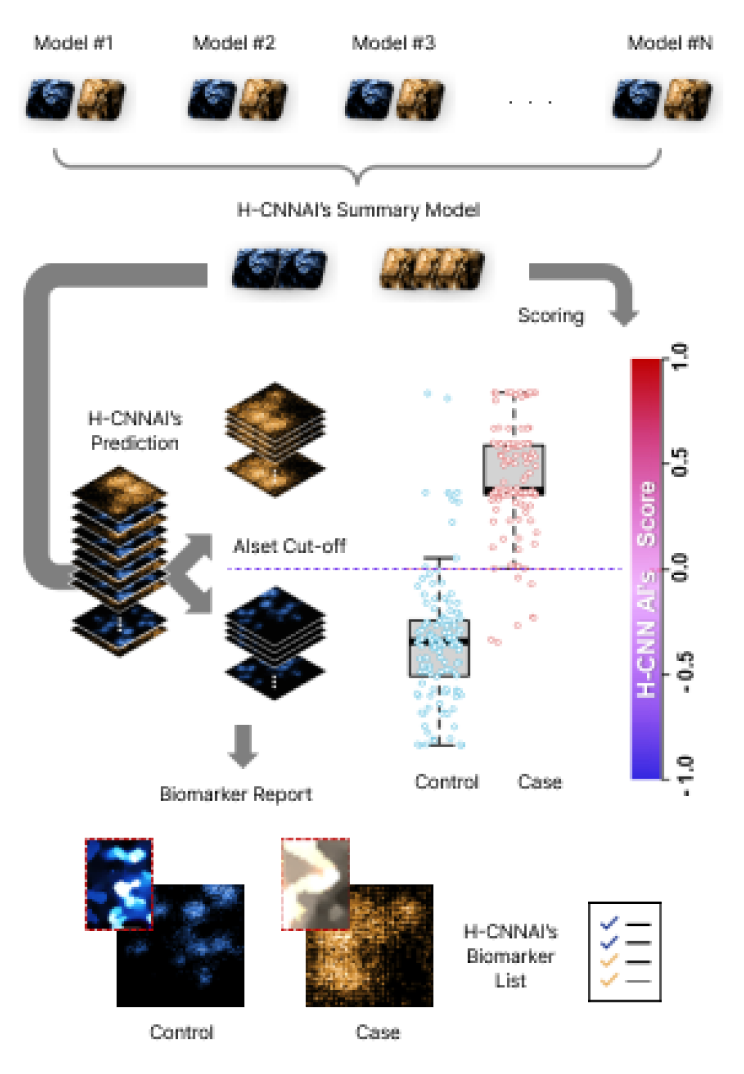 Model #1 Model #2 Model #3 Model #N
. . .
H-CNNAI's Summary Model
Scoring
H-CNNAI's
Prediction
AIset Cut-off
1.0
0.5
0.0
- 0.5
- 1.0
H-CNN AI's Score
Control Case
Biomarker Report
H-CNNAI's
Biomarker
List
Control Case